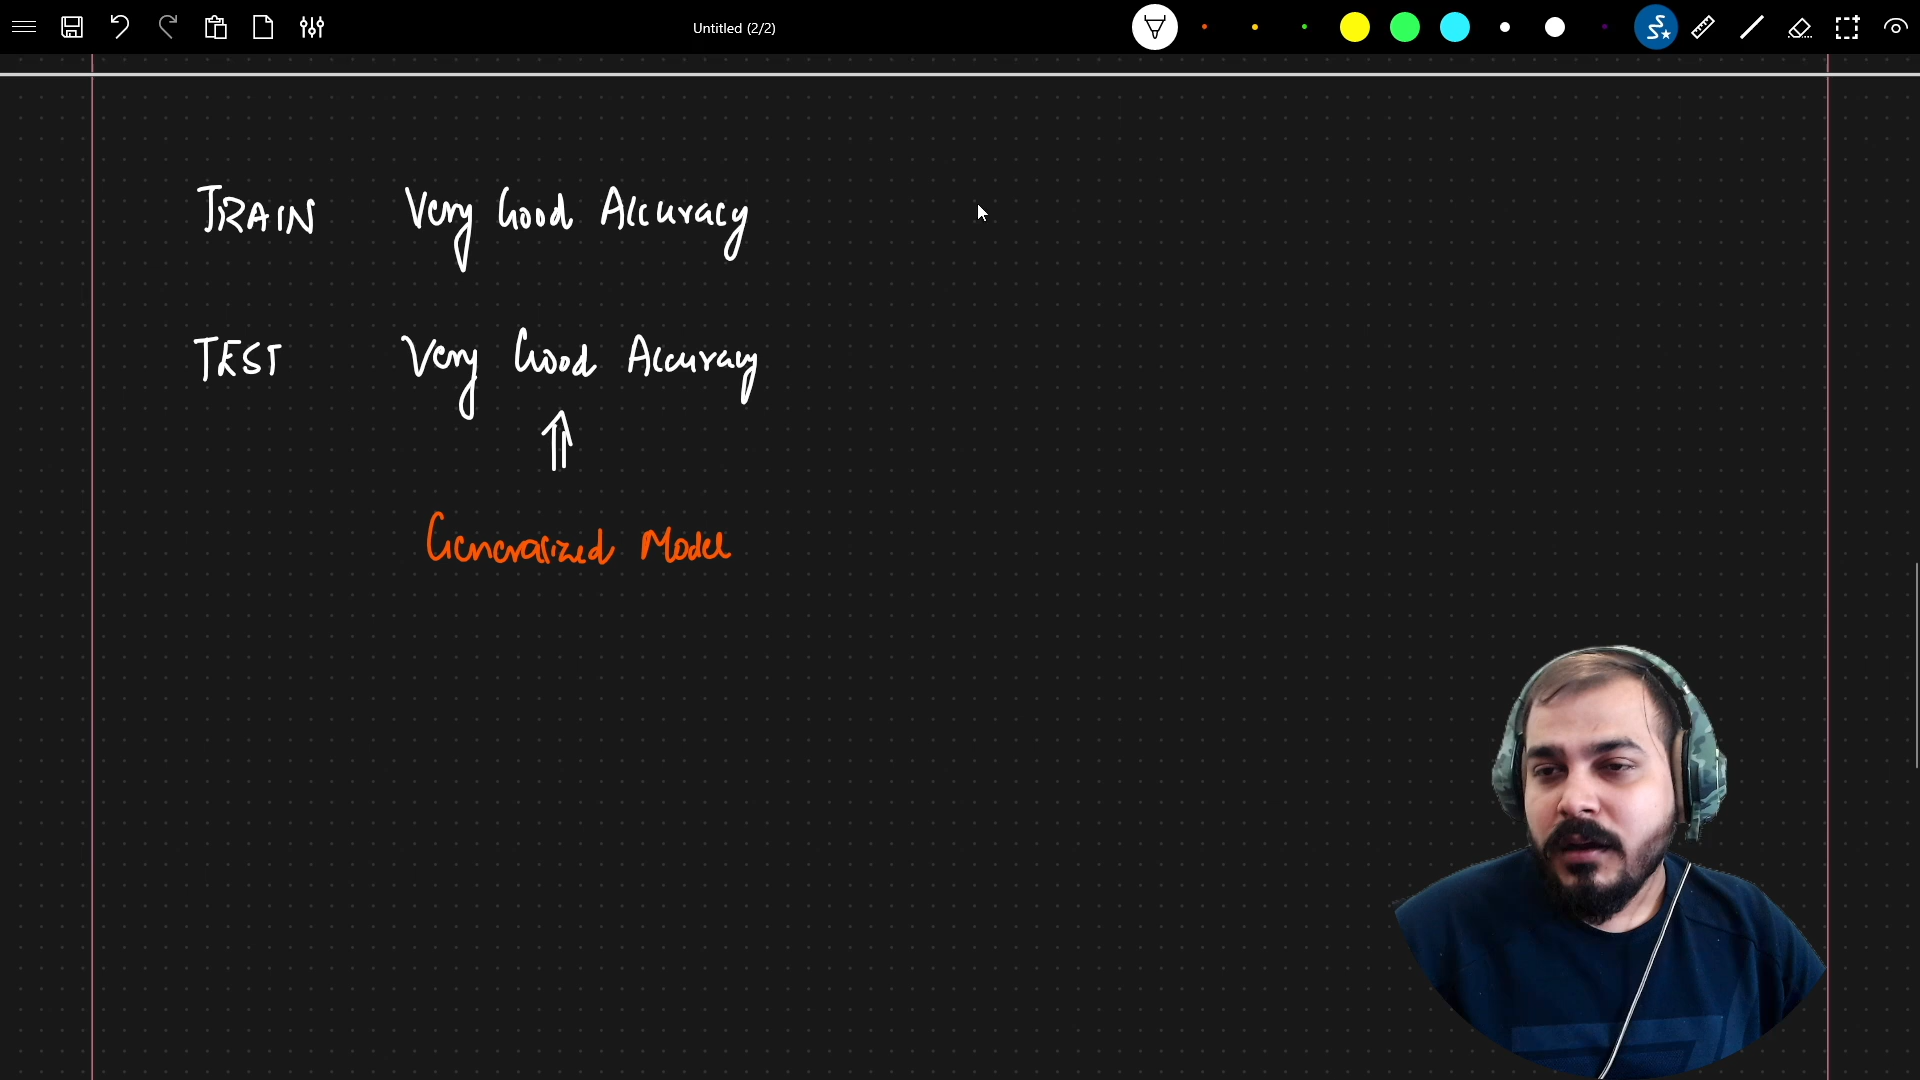 Untitled (2/2)
TRAIN Very Good Accuracy
TEST Very Good Accuracy
Generalized Model